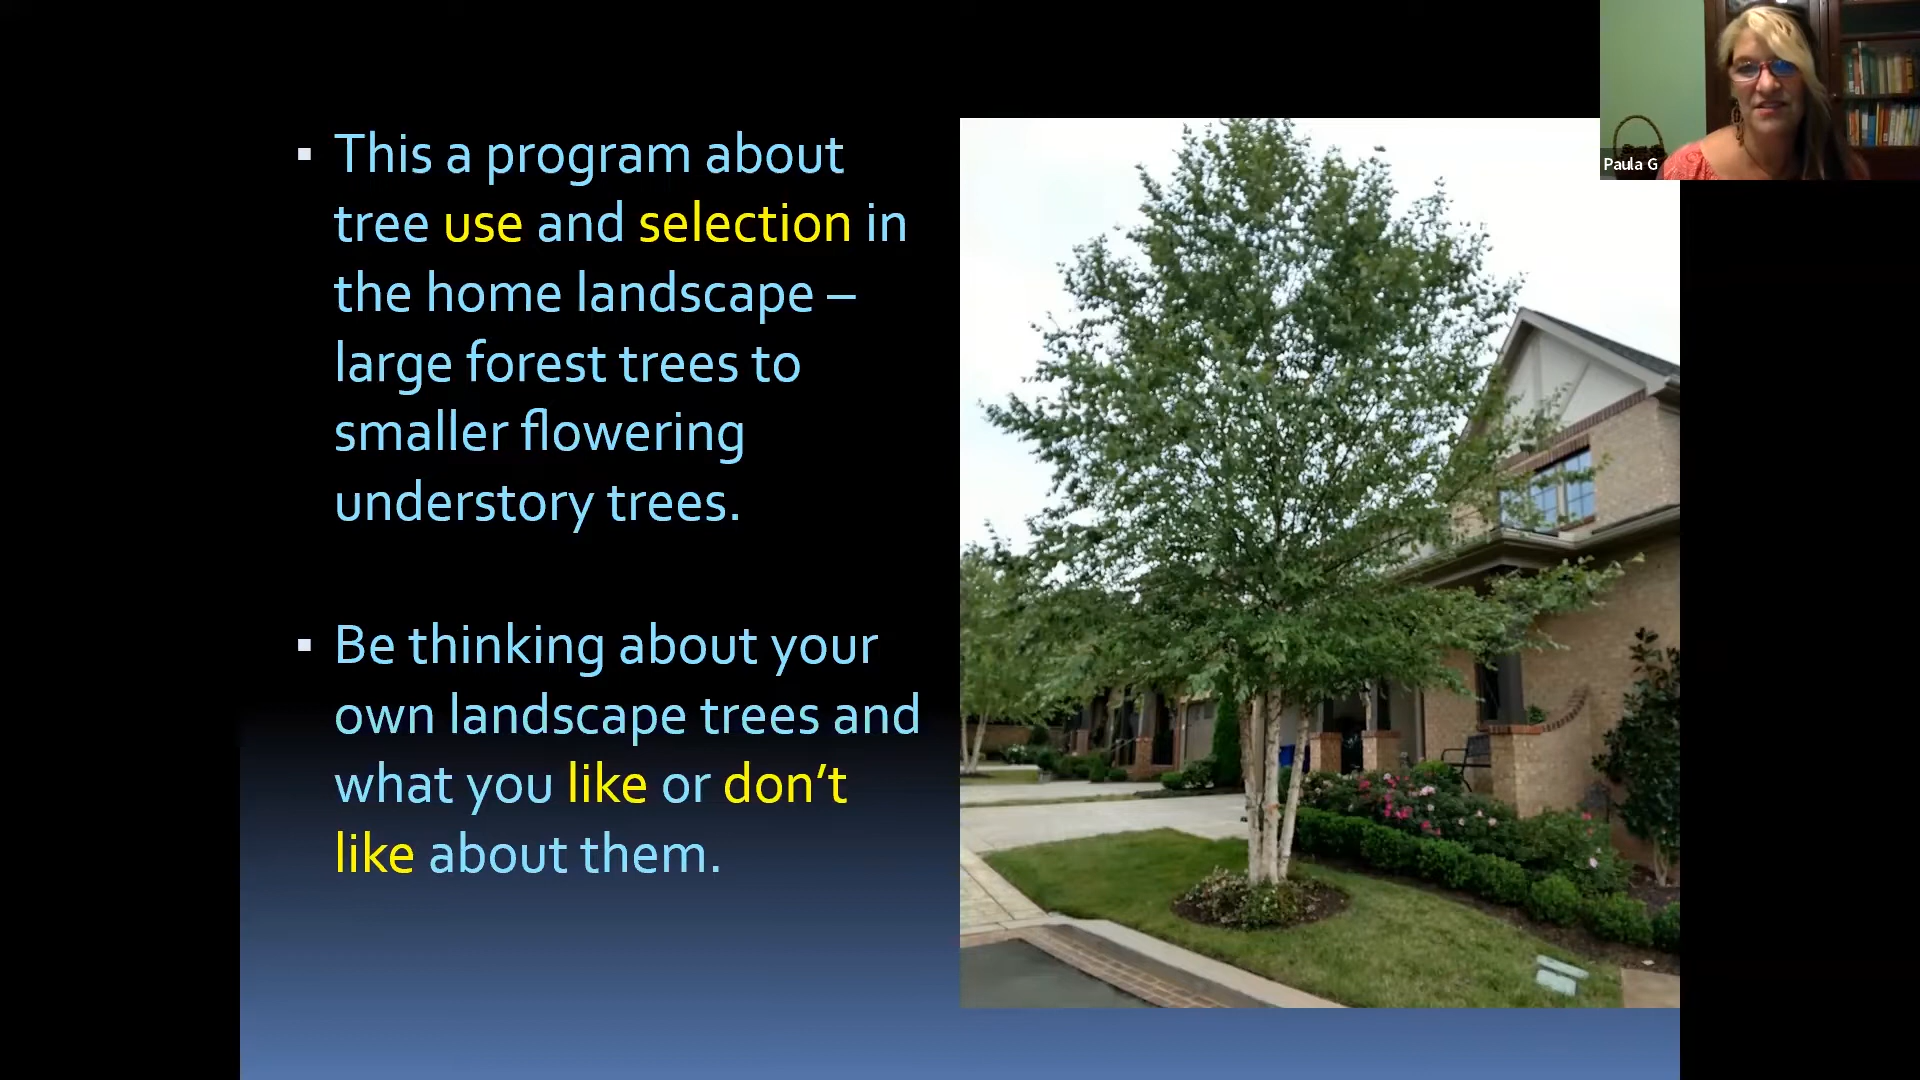 ▪ This a program about
tree use and selection in
the home landscape –
large forest trees to
smaller flowering
understory trees.
▪ Be thinking about your
own landscape trees and
what you like or don’t
like about them.
Paula G